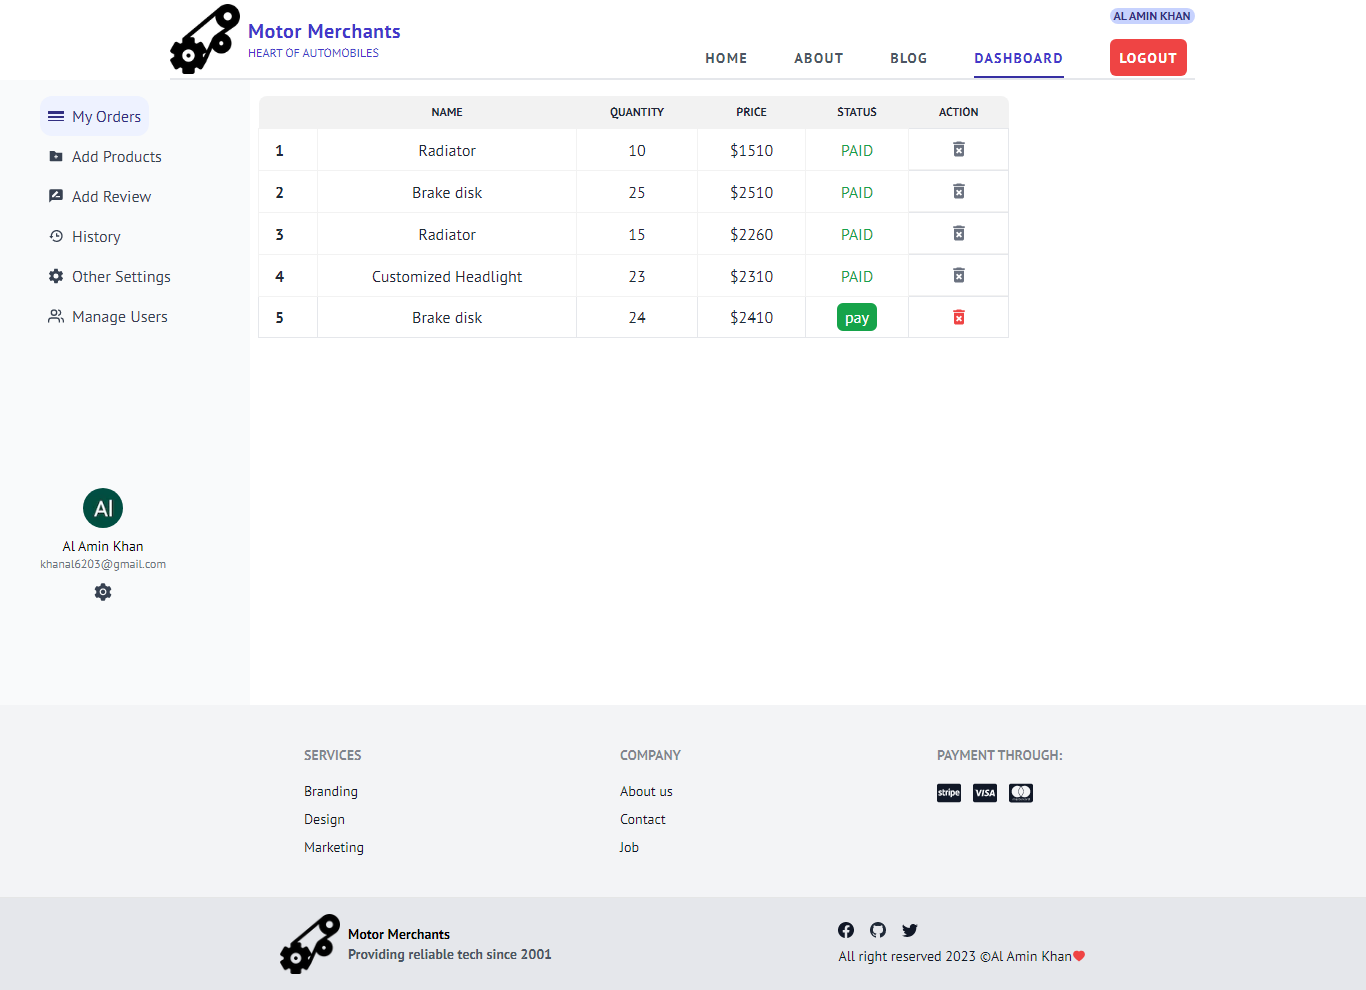 AL AMIN KHAN
Motor Merchants
HEART OF AUTOMOBILES
HOME ABOUT BLOG DASHBOARD LOGOUT
My Orders
Add Products
Add Review
History
Other Settings
Manage Users
NAME QUANTITY PRICE STATUS ACTION
1 Radiator 10 $1510 PAID
2 Brake disk 25 $2510 PAID
3 Radiator 15 $2260 PAID
4 Customized Headlight 23 $2310 PAID
5 Brake disk 24 $2410 pay
Al
Al Amin Khan
khanal6203@gmail.com
SERVICES
Branding
Design
Marketing
COMPANY
About us
Contact
Job
PAYMENT THROUGH:
stripe VISA
Motor Merchants
Providing reliable tech since 2001
All right reserved 2023 ©Al Amin Khan